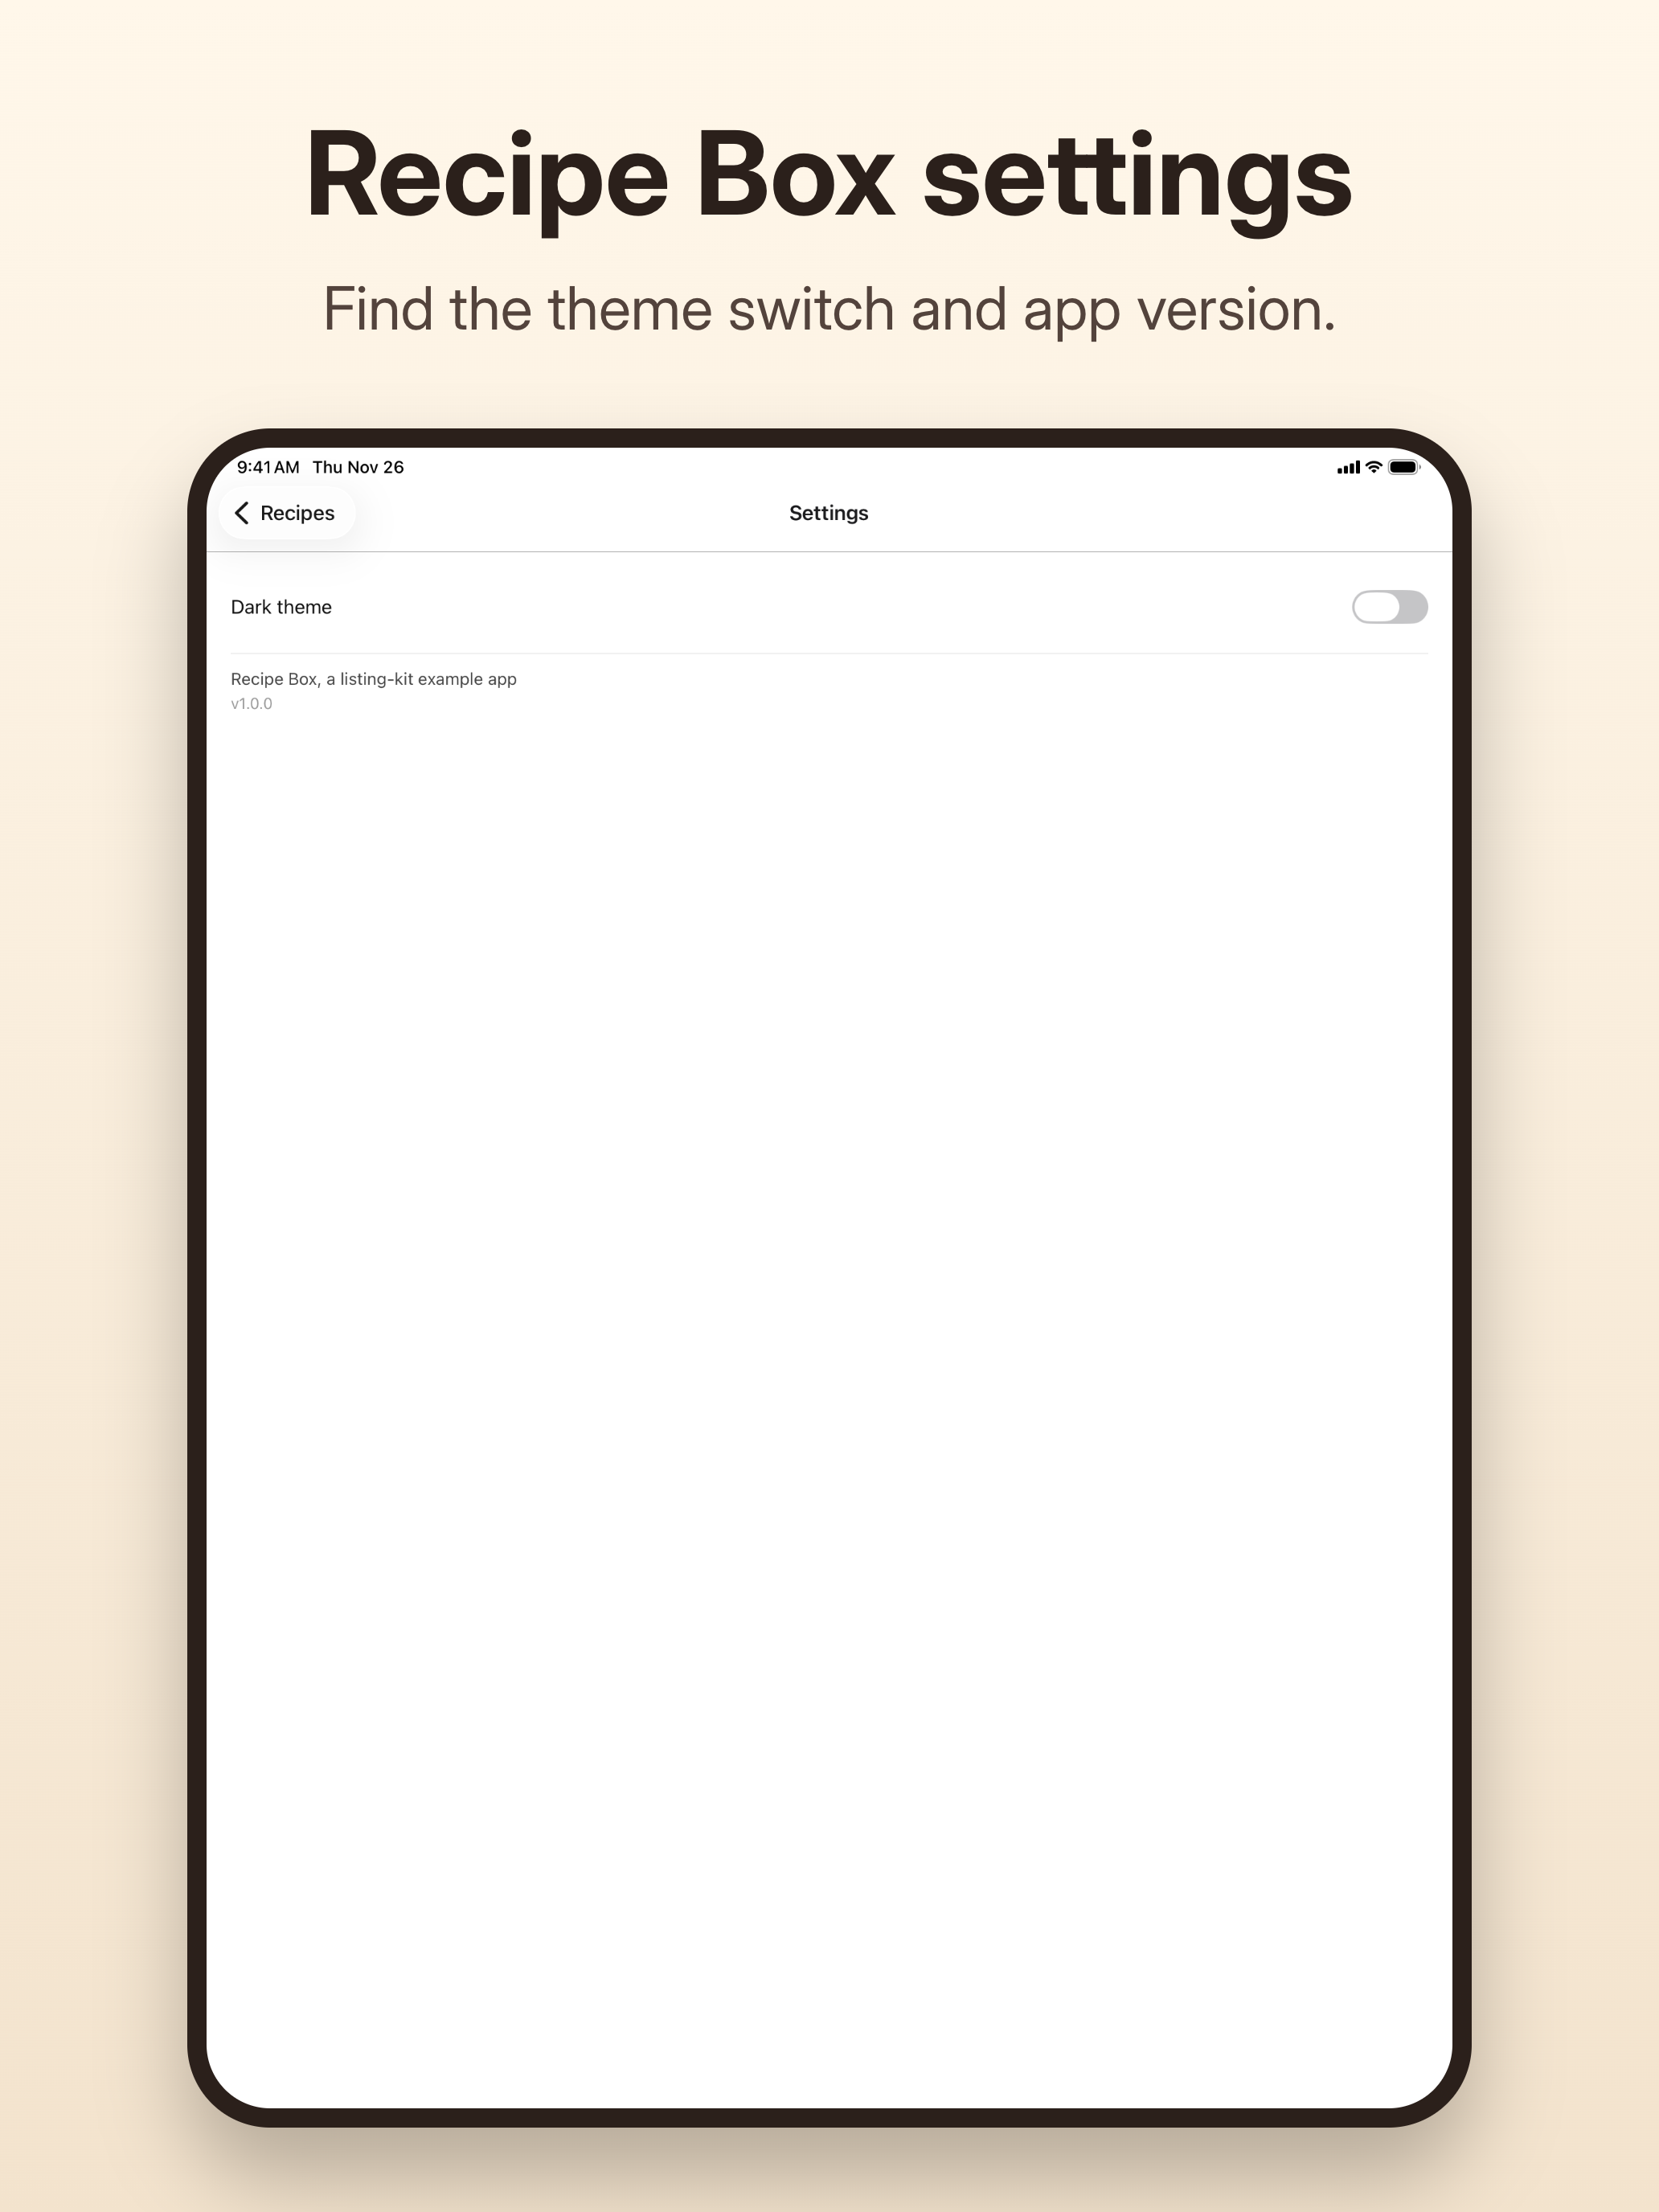 Recipe Box settings
Find the theme switch and app version.
9:41 AM Thu Nov 26
Recipes
Settings
Dark theme
Recipe Box, a listing-kit example app
v1.0.0